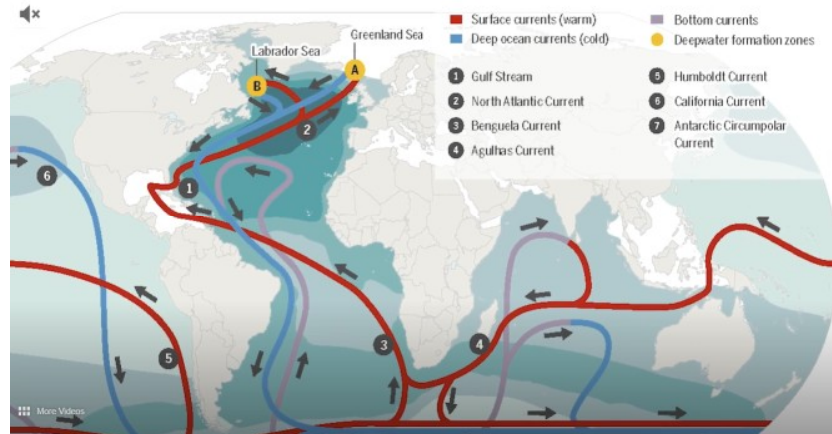 Labrador Sea
Greenland Sea
A
B
2
1
6
5
3
4
Surface currents (warm)
Deep ocean currents (cold)
Bottom currents
Deepwater formation zones
1 Gulf Stream
2 North Atlantic Current
3 Benguela Current
4 Agulhas Current
5 Humboldt Current
6 California Current
7 Antarctic Circumpolar
Current
More Videos